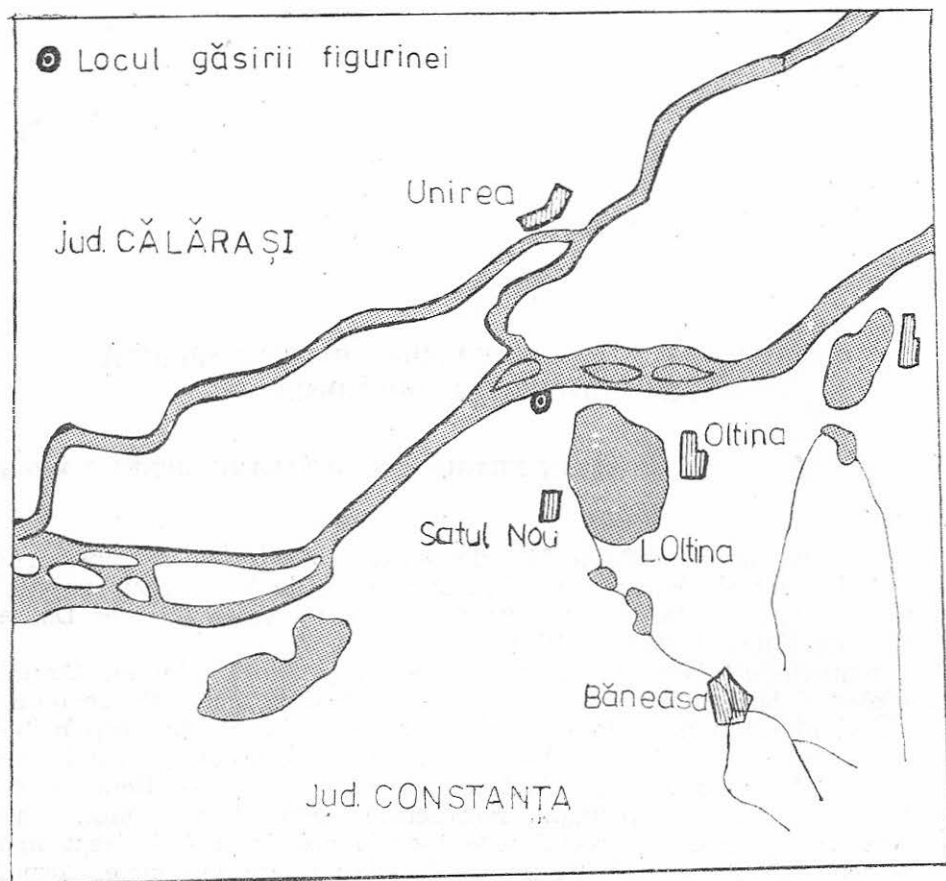 Locul găsirii figurinei
Unirea
jud. CĂLĂRAȘI
Oltina
Satul Nou
L.Oltina
Băneasa
Jud. CONSTANȚA